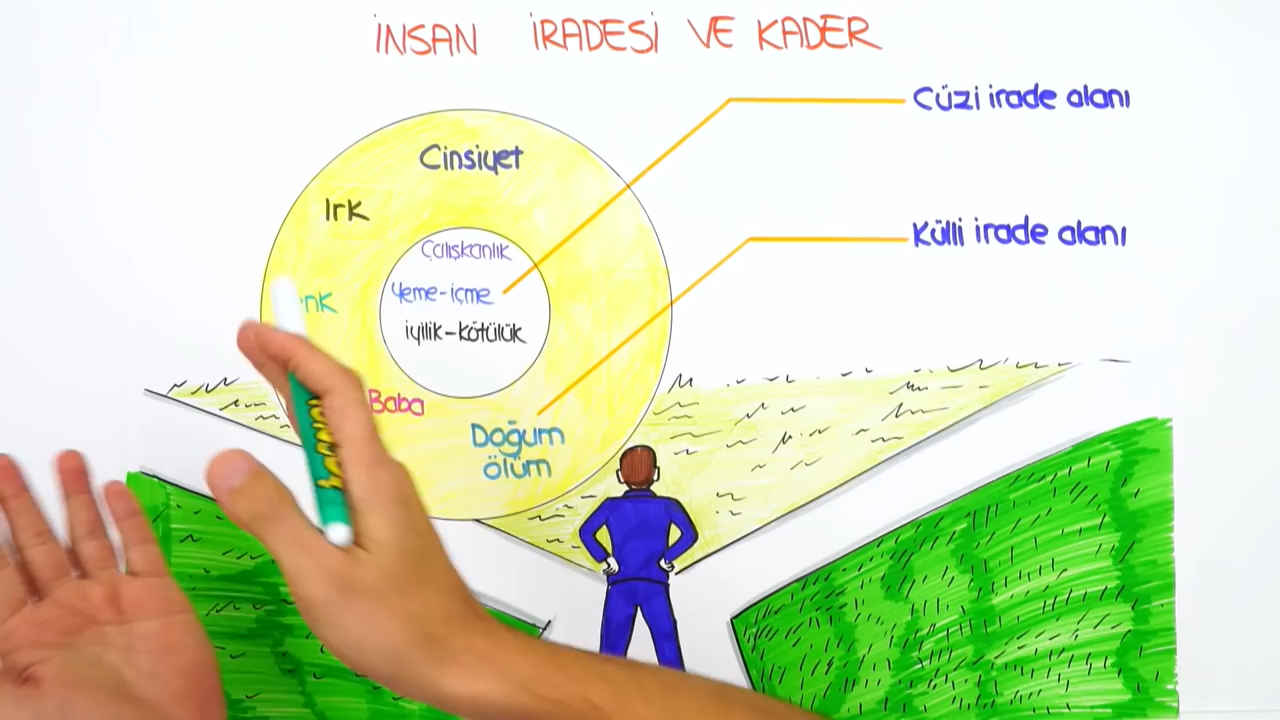 İNSAN İRADESİ VE KADER
Cüzi irade alanı
Cinsiyet
Irk
Külli irade alanı
Çalışkanlık
Yeme-içme
iyilik-kötülük
Baba
Doğum
ölüm